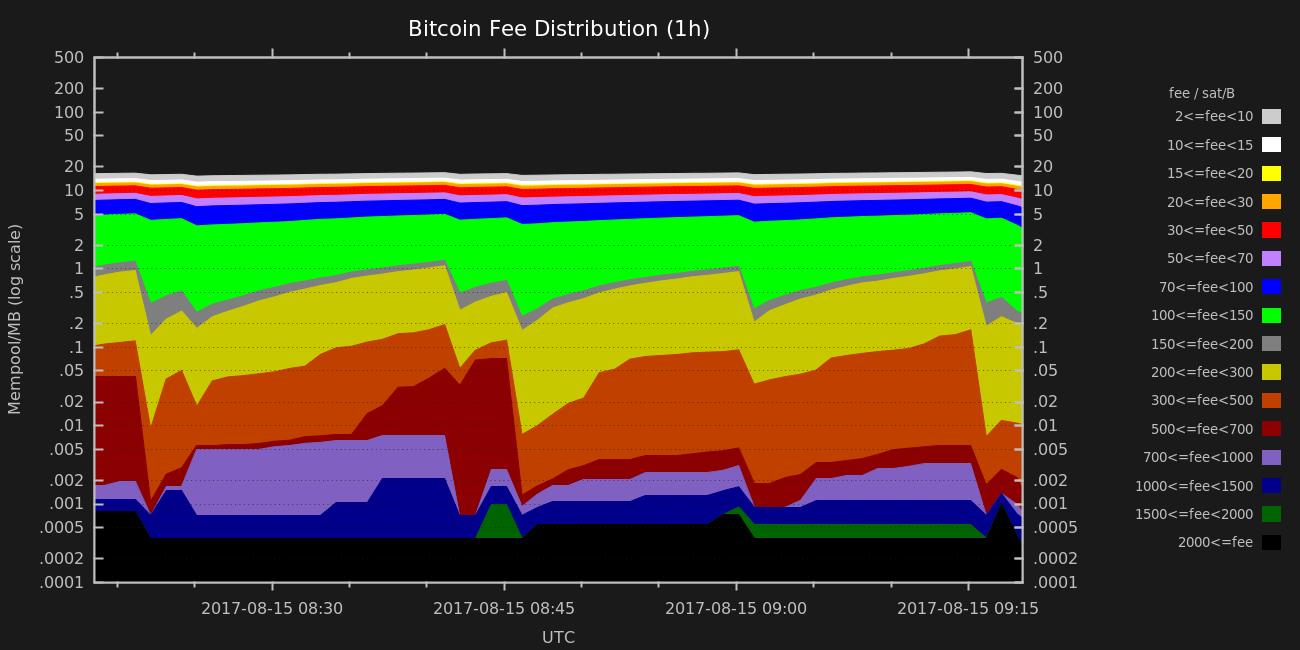 Bitcoin Fee Distribution (1h)
500
200
100
50
20
10
5
2
1
.5
.2
.1
.05
.02
.01
.005
.002
.001
.0005
.0002
.0001
Mempool/MB (log scale)
500
200
100
50
20
10
5
2
1
.5
.2
.1
.05
.02
.01
.005
.002
.001
.0005
.0002
.0001
2017-08-15 08:30
2017-08-15 08:45
2017-08-15 09:00
2017-08-15 09:15
UTC
fee / sat/B
2<=fee<10
10<=fee<15
15<=fee<20
20<=fee<30
30<=fee<50
50<=fee<70
70<=fee<100
100<=fee<150
150<=fee<200
200<=fee<300
300<=fee<500
500<=fee<700
700<=fee<1000
1000<=fee<1500
1500<=fee<2000
2000<=fee